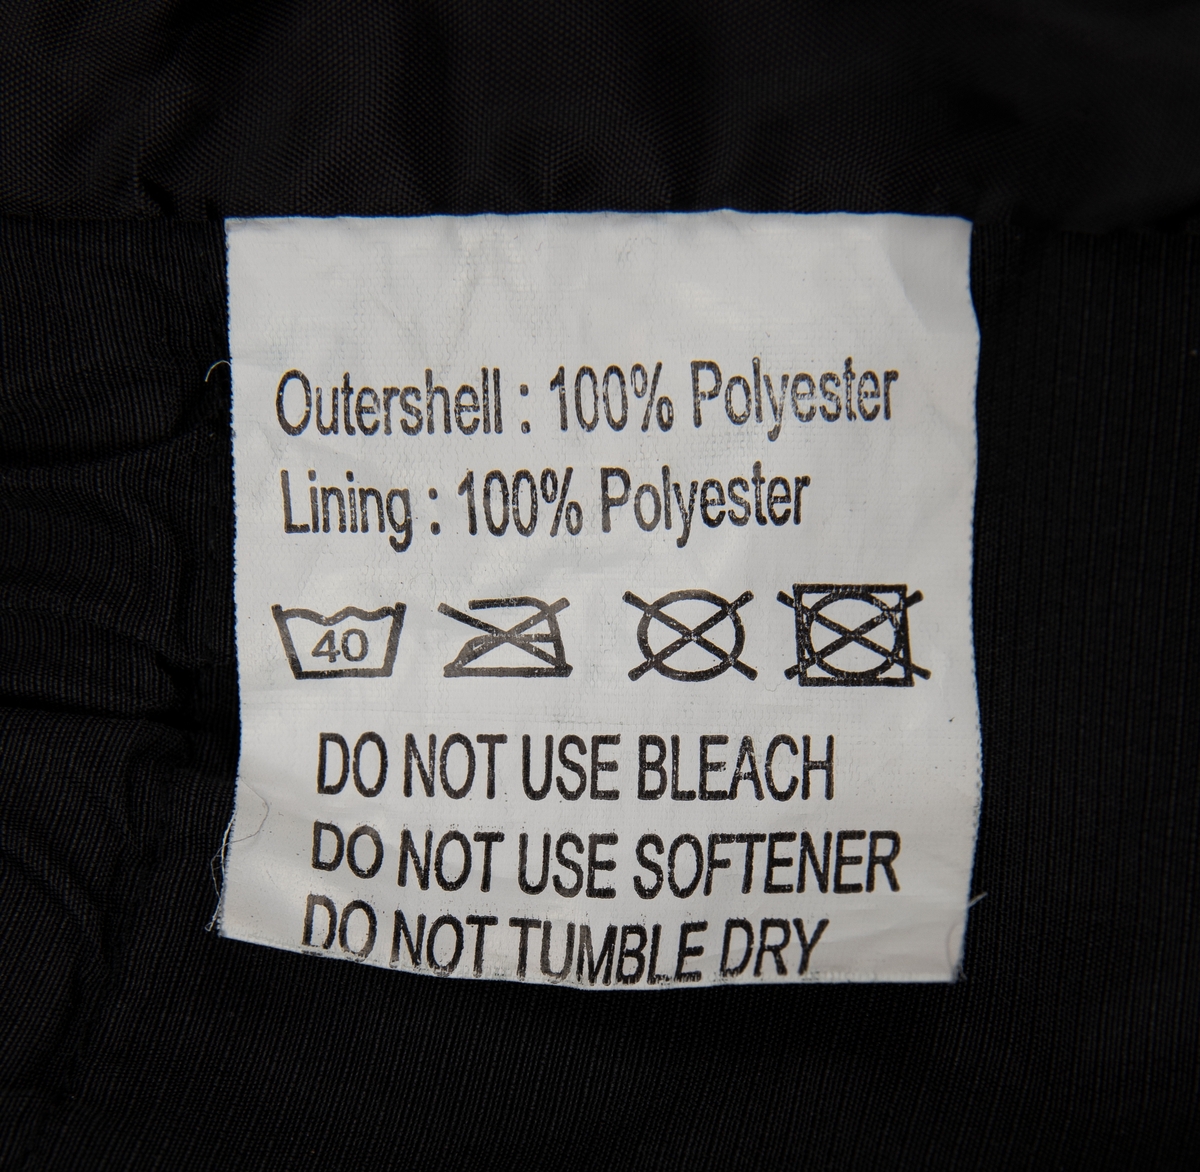 Outershell : 100% Polyester
Lining : 100% Polyester
40
DO NOT USE BLEACH
DO NOT USE SOFTENER
DO NOT TUMBLE DRY